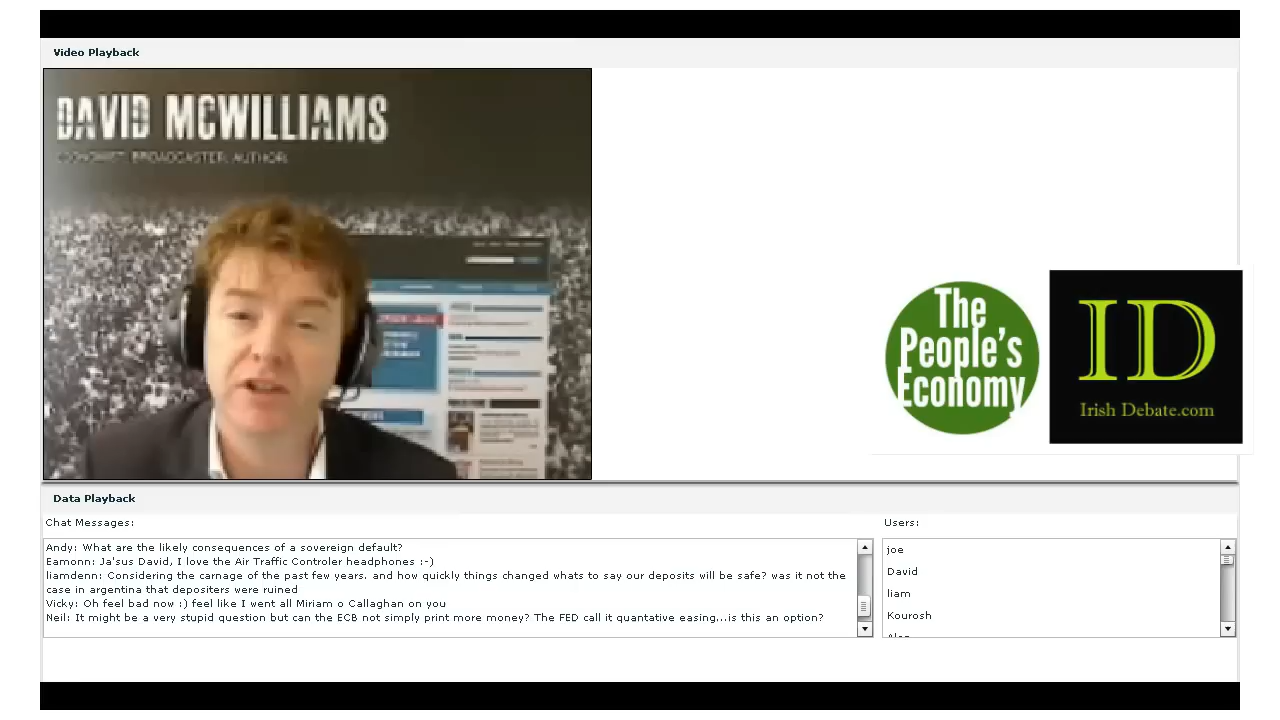 Video Playback
DAVID MCWILLIAMS
ECONOMIST. BROADCASTER. AUTHOR.
The
People's
Economy
ID
Irish Debate.com
Data Playback
Chat Messages:
Users:
Andy: What are the likely consequences of a sovereign default?
Eamonn: Ja'sus David, I love the Air Traffic Controler headphones :-)
liamdenn: Considering the carnage of the past few years. and how quickly things changed whats to say our deposits will be safe? was it not the
case in argentina that depositers were ruined
Vicky: Oh feel bad now :) feel like I went all Miriam o Callaghan on you
Neil: It might be a very stupid question but can the ECB not simply print more money? The FED call it quantative easing...is this an option?
joe
David
liam
Kourosh